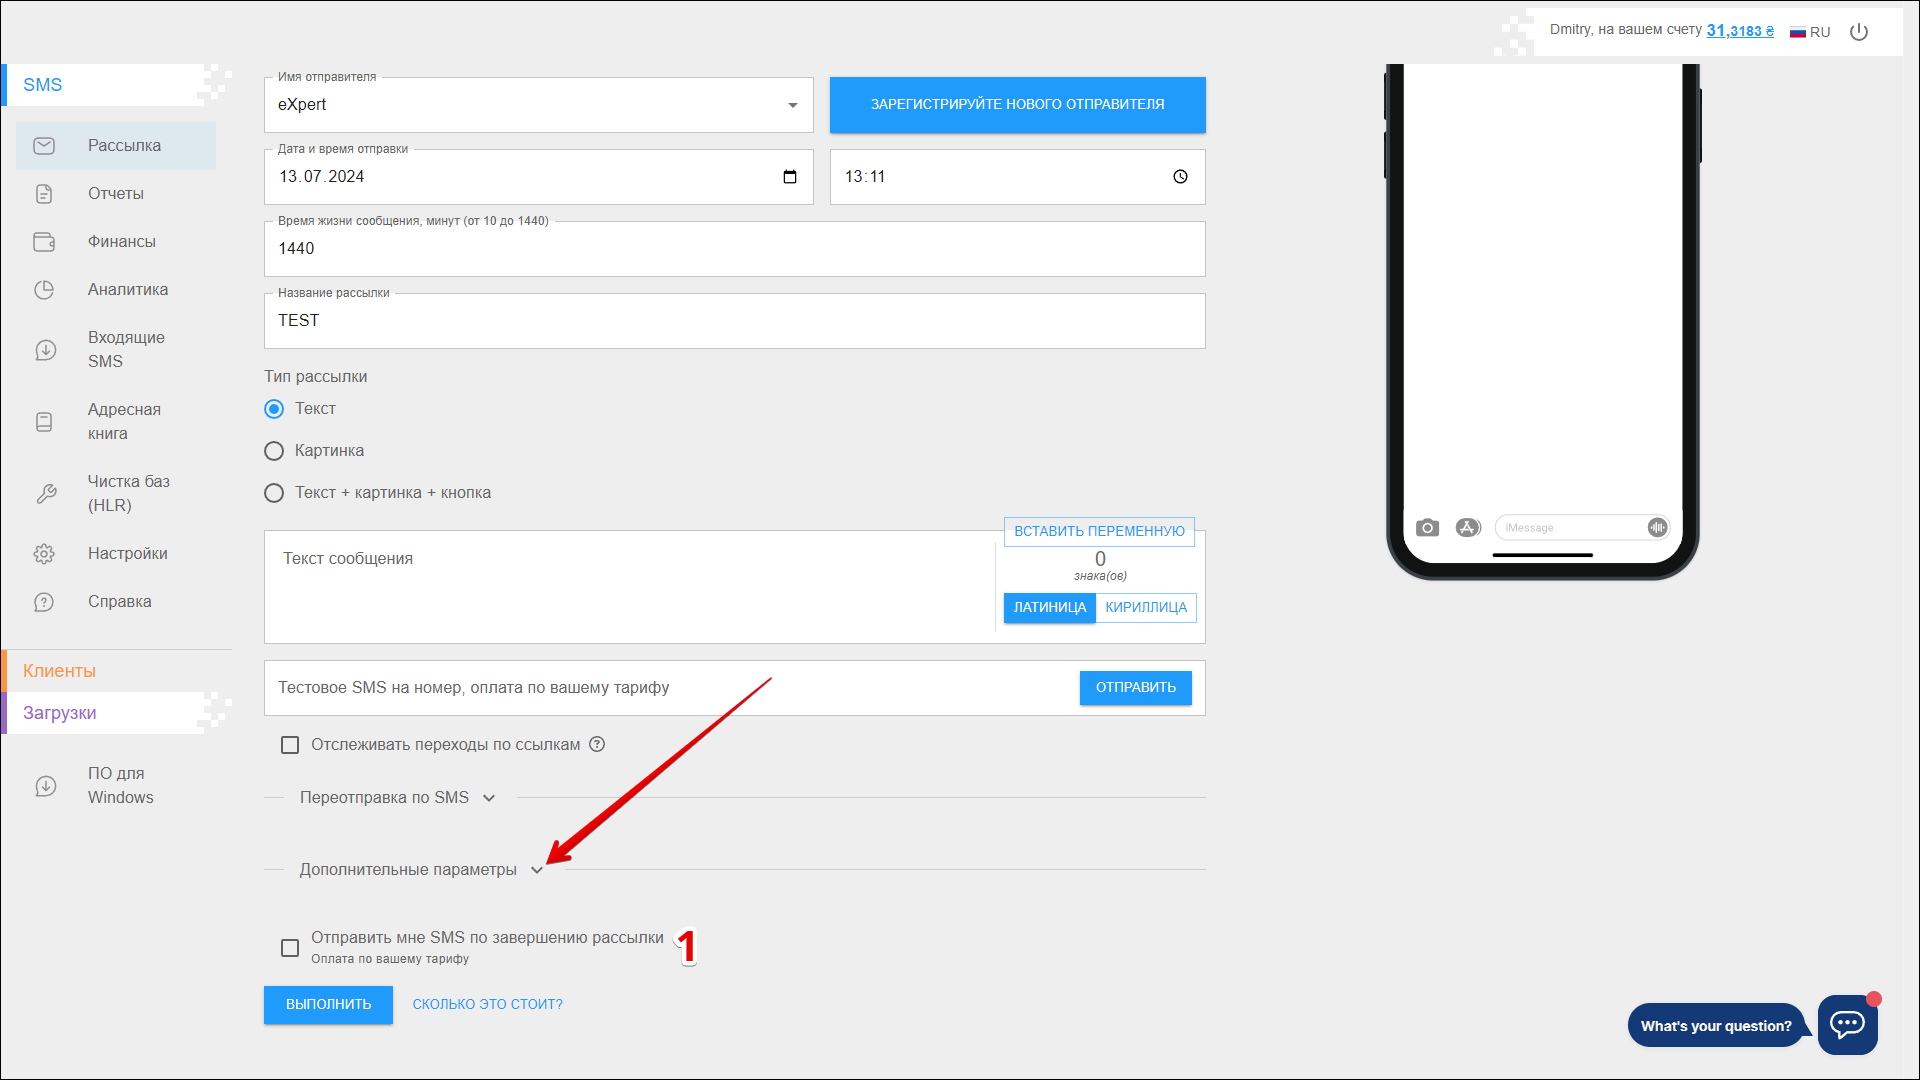 Dmitry, на вашем счету 31,3183 ₴
RU
SMS
Рассылка
Отчеты
Финансы
Аналитика
Входящие
SMS
Адресная
книга
Чистка баз
(HLR)
Настройки
Справка
Клиенты
Загрузки
ПО для
Windows
Имя отправителя
eXpert
ЗАРЕГИСТРИРУЙТЕ НОВОГО ОТПРАВИТЕЛЯ
Дата и время отправки
13.07.2024
13:11
Время жизни сообщения, минут (от 10 до 1440)
1440
Название рассылки
TEST
Тип рассылки
Текст
Картинка
Текст + картинка + кнопка
ВСТАВИТЬ ПЕРЕМЕННУЮ
Текст сообщения
0
знака(ов)
ЛАТИНИЦА
КИРИЛЛИЦА
Тестовое SMS на номер, оплата по вашему тарифу
ОТПРАВИТЬ
Отслеживать переходы по ссылкам
Переотправка по SMS
Дополнительные параметры
Отправить мне SMS по завершению рассылки
Оплата по вашему тарифу
1
ВЫПОЛНИТЬ
СКОЛЬКО ЭТО СТОИТ?
iMessage
What's your question?